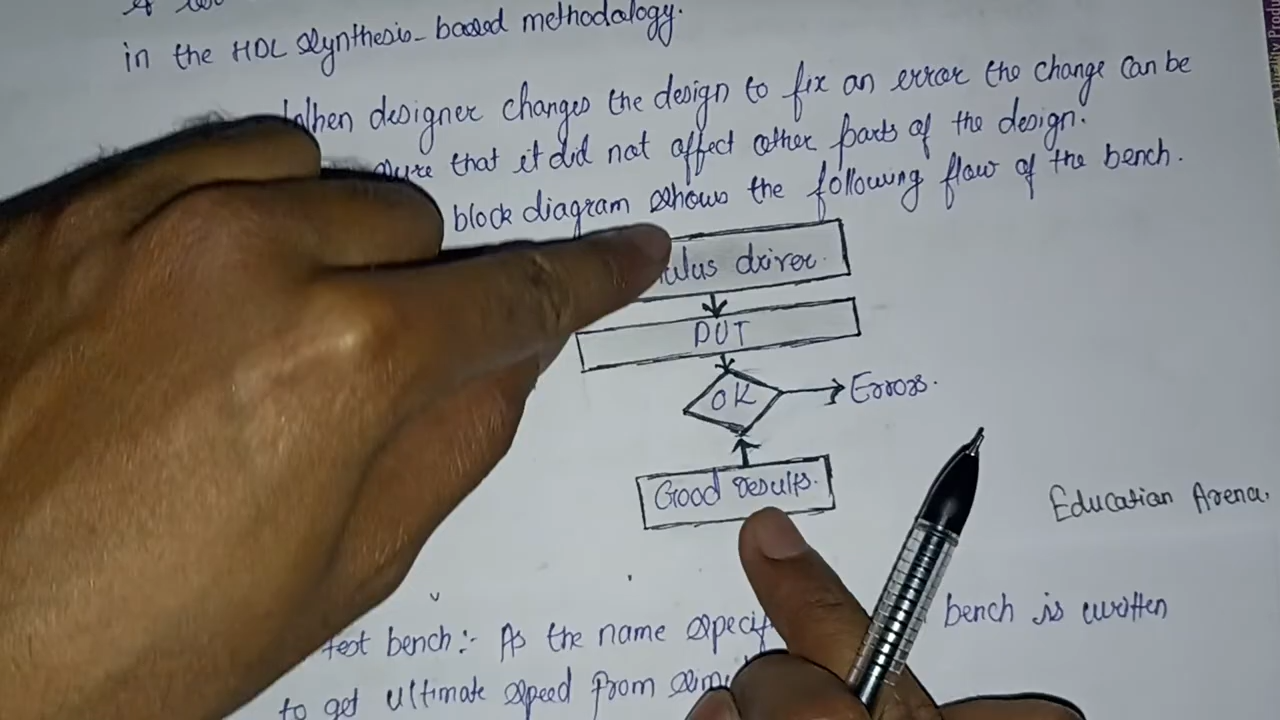 in the HDL synthesis-based methodology.
When designer changes the design to fix an error the change can be
that it did not affect other parts of the design.
block diagram shows the following flow of the bench.
driver.
DUT
OK
Errors.
Good results.
Education Arena.
test bench:- As the name bench is written
to get ultimate speed from